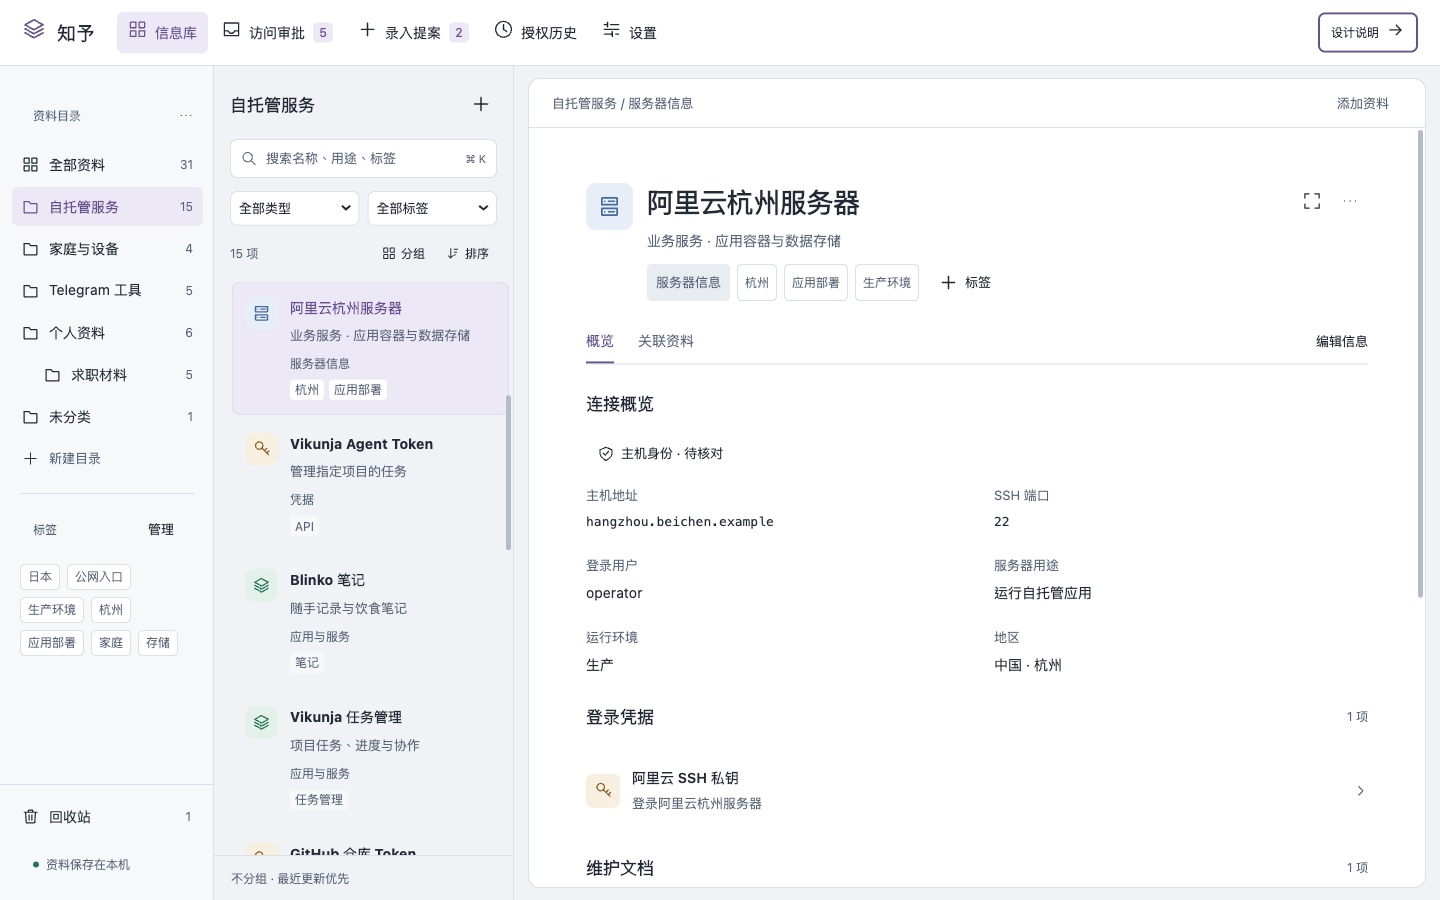 知予
信息库
访问审批 5
录入提案 2
授权历史
设置
设计说明
资料目录
全部资料 31
自托管服务 15
家庭与设备 4
Telegram 工具 5
个人资料 6
求职材料 5
未分类 1
新建目录
标签 管理
日本 公网入口
生产环境 杭州
应用部署 家庭 存储
回收站 1
资料保存在本机
自托管服务
搜索名称、用途、标签 ⌘ K
全部类型 全部标签
15 项 分组 排序
阿里云杭州服务器
业务服务 · 应用容器与数据存储
服务器信息
杭州 应用部署
Vikunja Agent Token
管理指定项目的任务
凭据
API
Blinko 笔记
随手记录与饮食笔记
应用与服务
笔记
Vikunja 任务管理
项目任务、进度与协作
应用与服务
任务管理
GitHub 仓库 Token
不分组 · 最近更新优先
自托管服务 / 服务器信息 添加资料
阿里云杭州服务器
业务服务 · 应用容器与数据存储
服务器信息 杭州 应用部署 生产环境 标签
概览 关联资料 编辑信息
连接概览
主机身份 · 待核对
主机地址 SSH 端口
hangzhou.beichen.example 22
登录用户 服务器用途
operator 运行自托管应用
运行环境 地区
生产 中国 · 杭州
登录凭据 1 项
阿里云 SSH 私钥
登录阿里云杭州服务器
维护文档 1 项